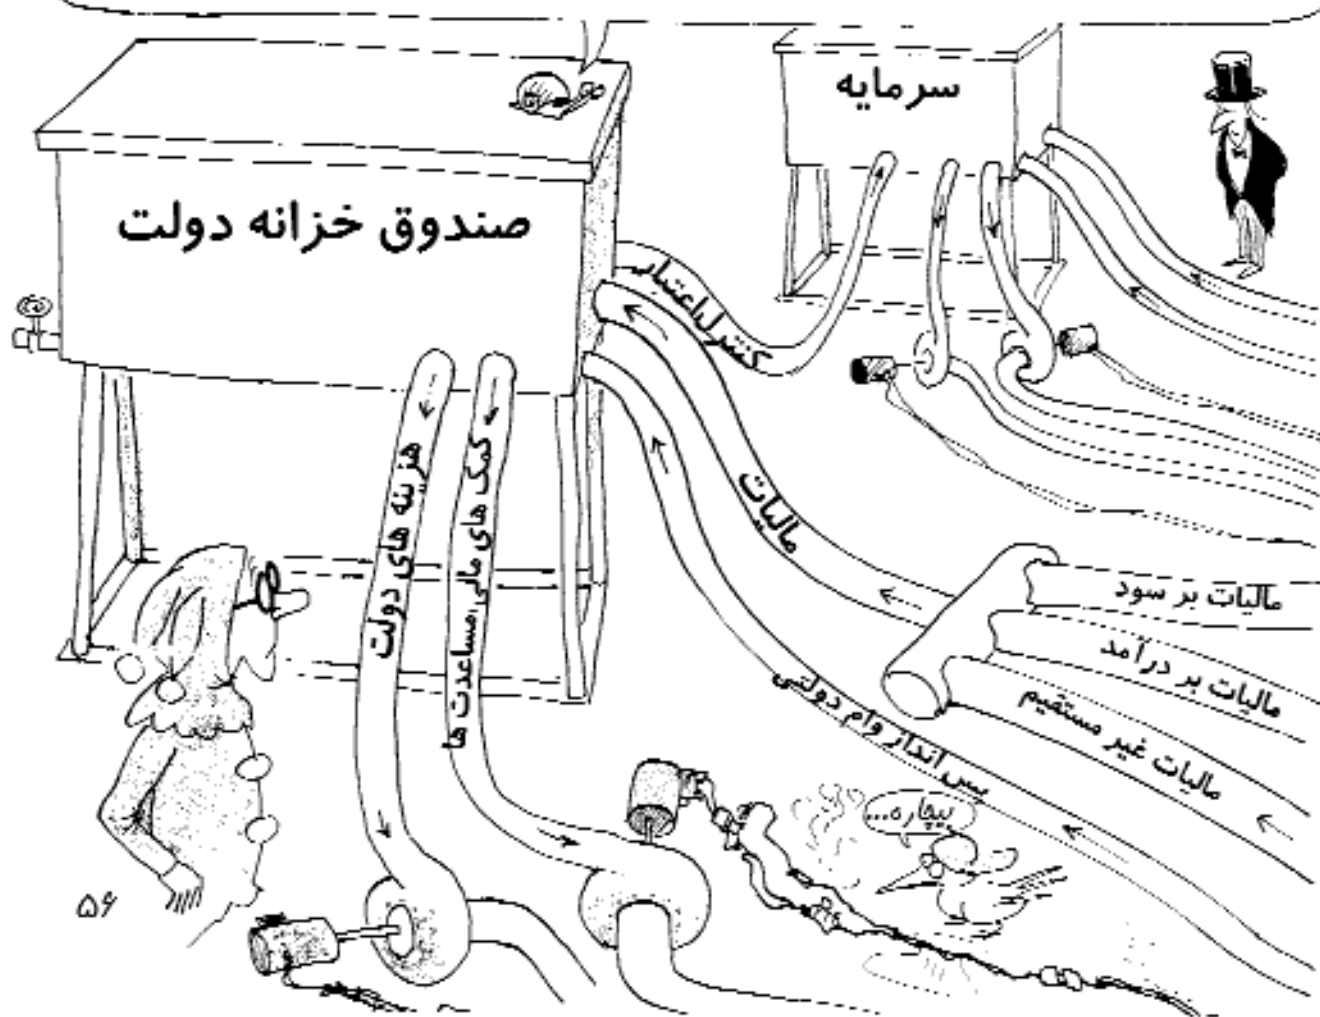 سرمایه
صندوق خزانه دولت
کنترل اعتبار
هزینه های دولت
کمک های مالی مساعدت ها
مالیات
مالیات بر سود
مالیات بر درآمد
مالیات غیر مستقیم
پس انداز وام دولتی
بیچاره...
۵۶